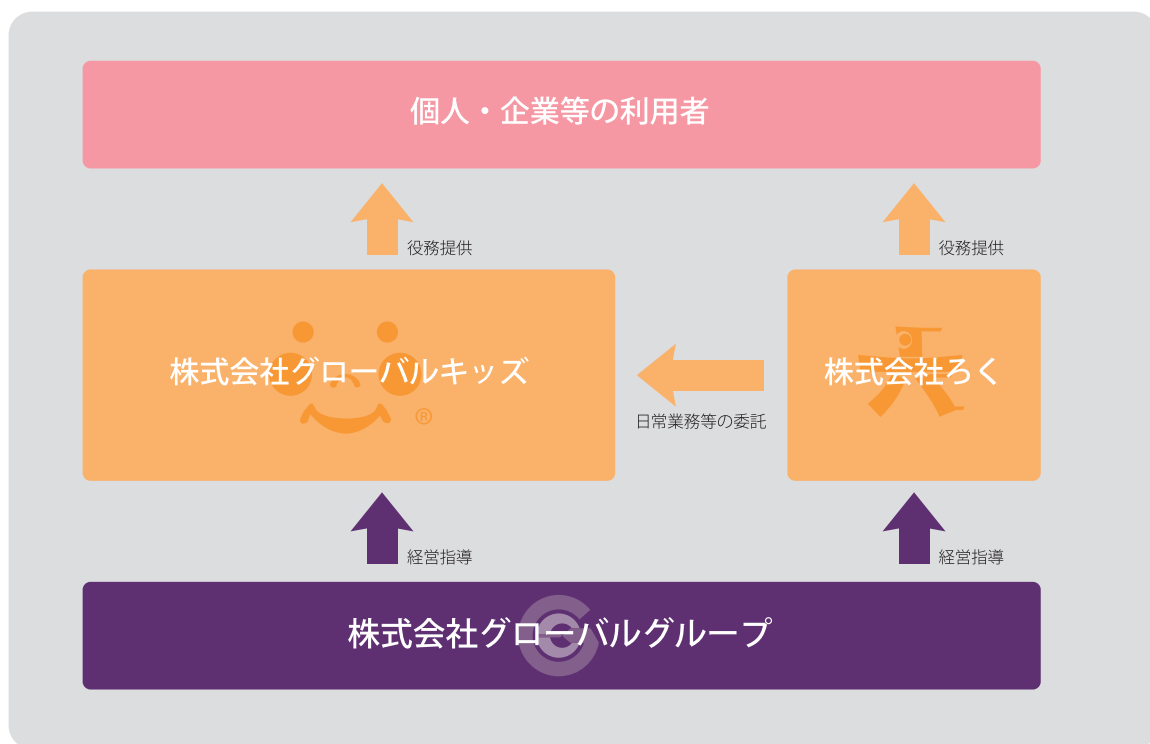 個人・企業等の利用者
役務提供
役務提供
株式会社グローバルキッズ
®
株式会社ろく
日常業務等の委託
経営指導
経営指導
株式会社グローバルグループ